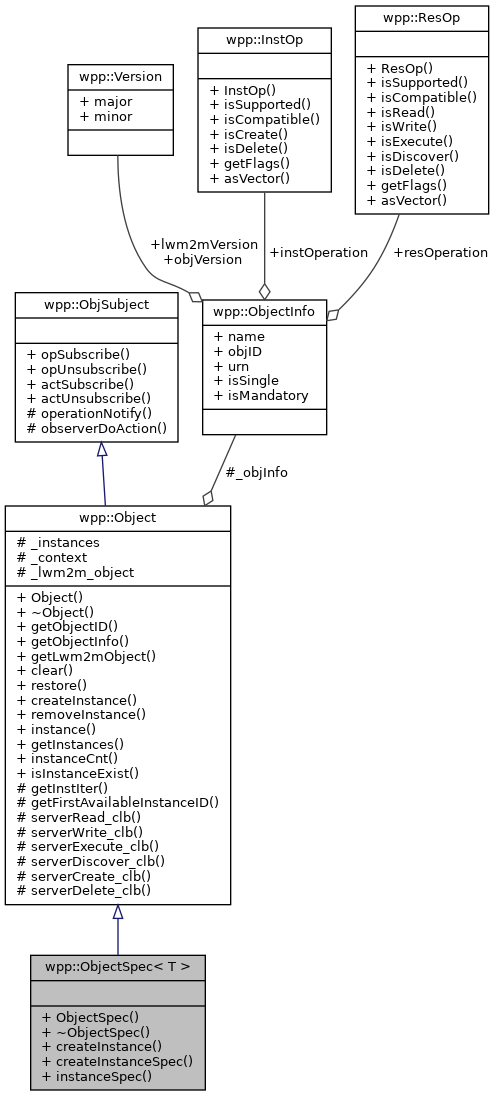 wpp::Version
+ major
+ minor
wpp::InstOp
+ InstOp()
+ isSupported()
+ isCompatible()
+ isCreate()
+ isDelete()
+ getFlags()
+ asVector()
wpp::ResOp
+ ResOp()
+ isSupported()
+ isCompatible()
+ isRead()
+ isWrite()
+ isExecute()
+ isDiscover()
+ isDelete()
+ getFlags()
+ asVector()
+lwm2mVersion
+objVersion
+instOperation
+resOperation
wpp::ObjSubject
+ opSubscribe()
+ opUnsubscribe()
+ actSubscribe()
+ actUnsubscribe()
# operationNotify()
# observerDoAction()
wpp::ObjectInfo
+ name
+ objID
+ urn
+ isSingle
+ isMandatory
#_objInfo
wpp::Object
# _instances
# _context
# _lwm2m_object
+ Object()
+ ~Object()
+ getObjectID()
+ getObjectInfo()
+ getLwm2mObject()
+ clear()
+ restore()
+ createInstance()
+ removeInstance()
+ instance()
+ getInstances()
+ instanceCnt()
+ isInstanceExist()
# getInstIter()
# getFirstAvailableInstanceID()
# serverRead_clb()
# serverWrite_clb()
# serverExecute_clb()
# serverDiscover_clb()
# serverCreate_clb()
# serverDelete_clb()
wpp::ObjectSpec< T >
+ ObjectSpec()
+ ~ObjectSpec()
+ createInstance()
+ createInstanceSpec()
+ instanceSpec()